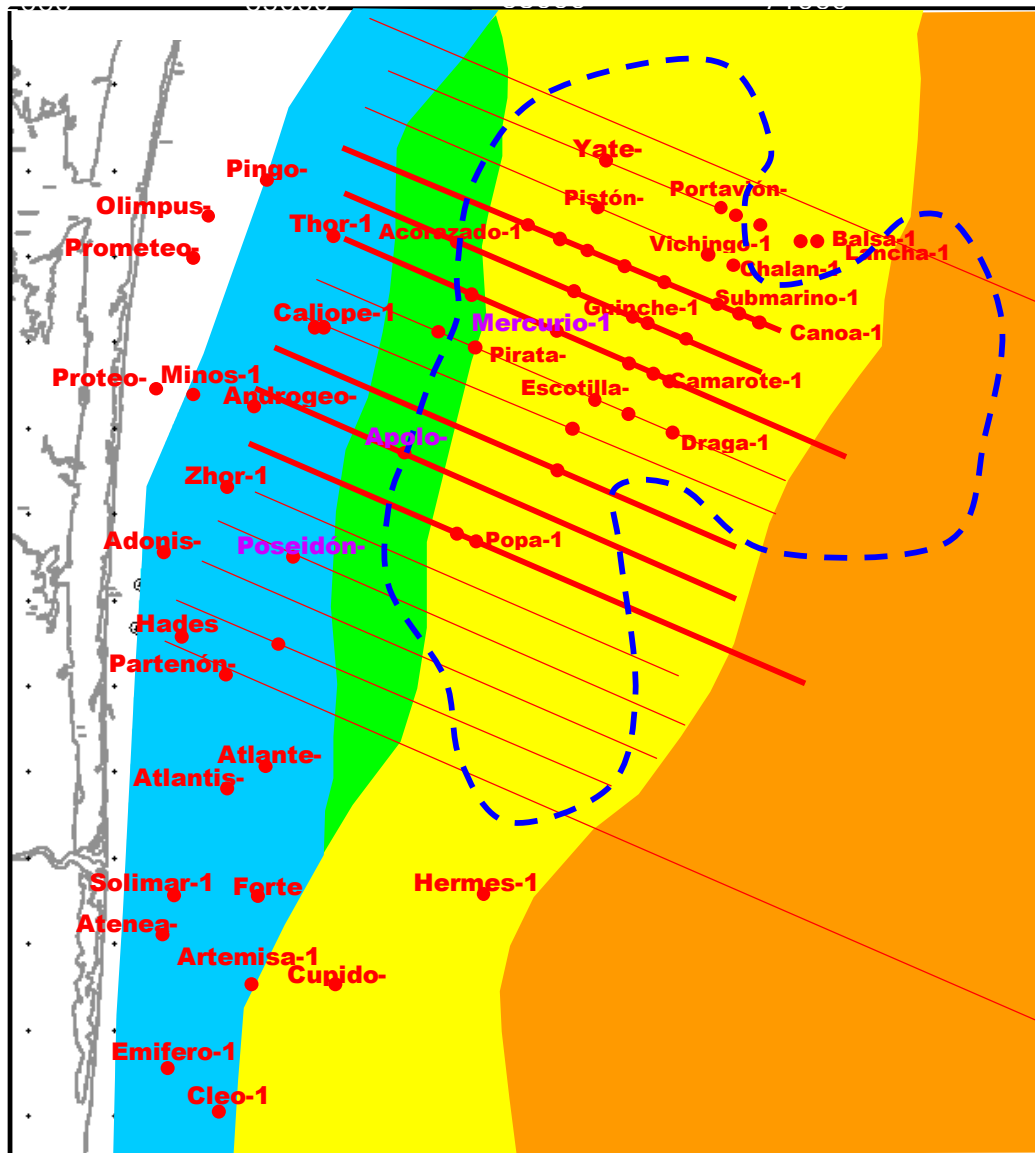 Yate-
Pingo-
Portavión-
Pistón-
Olimpus-
Thor-1
Acorazado-1
Prometeo-
Vichingo-1
Balsa-1
Lancha-1
Chalan-1
Submarino-1
Guinche-1
Caliope-1
Mercurio-1
Canoa-1
Pirata-
Proteo-
Minos-1
Escotilla-
Camarote-1
Androgeo-
Apolo-
Draga-1
Zhor-1
Adonis-
Poseidón-
Popa-1
Hades
Partenón-
Atlante-
Atlantis-
Solimar-1
Forte
Hermes-1
Atenea-
Artemisa-1
Cupido-
Emifero-1
Cleo-1